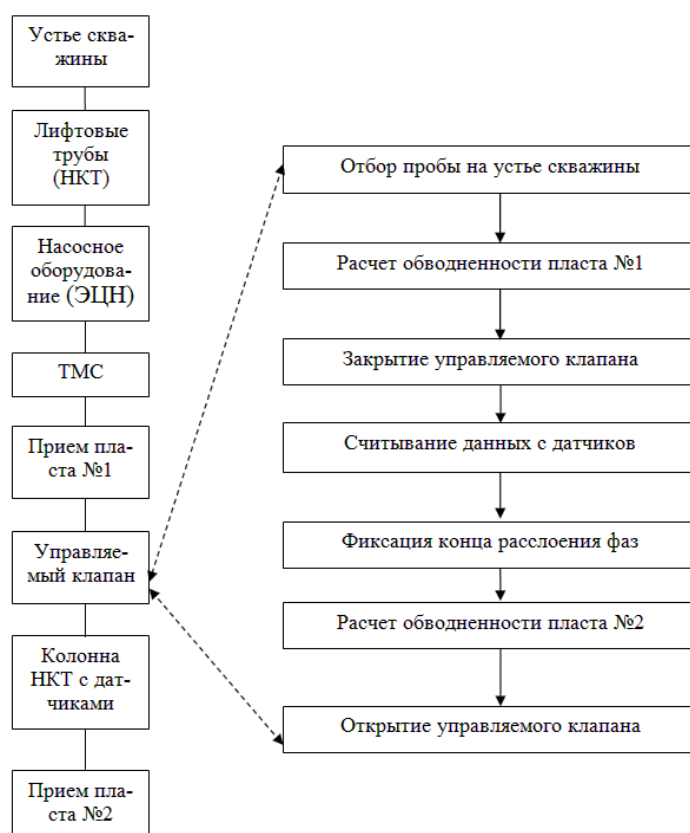 Устье сква-
жины
Лифтовые
трубы
(НКТ)
Насосное
оборудова-
ние (ЭЦН)
ТМС
Прием пла-
ста №1
Управляе-
мый клапан
Колонна
НКТ с дат-
чиками
Прием пла-
ста №2
Отбор пробы на устье скважины
Расчет обводненности пласта №1
Закрытие управляемого клапана
Считывание данных с датчиков
Фиксация конца расслоения фаз
Расчет обводненности пласта №2
Открытие управляемого клапана